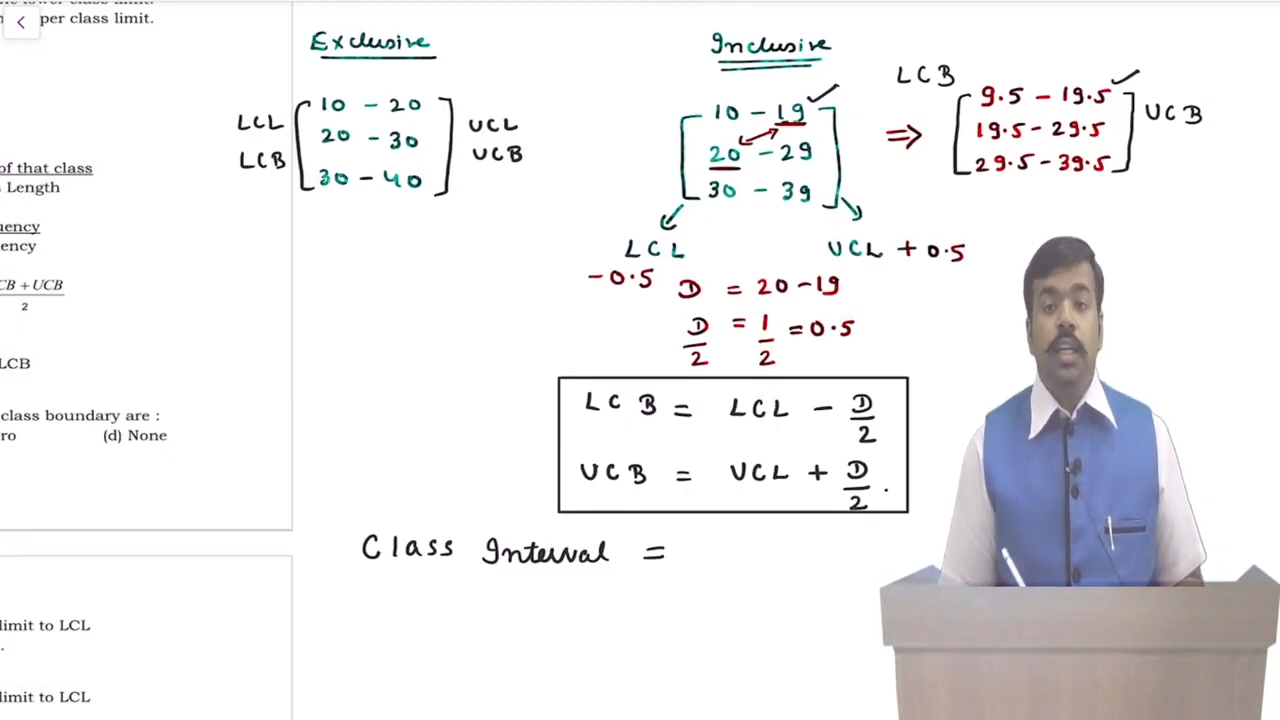 per class limit.
of that class
Length
uency
ency
CB + UCB
2
LCB
class boundary are :
ro (d) None
limit to LCL
.
limit to LCL
Exclusive
LCL
LCB
10 - 20
20 - 30
30 - 40
UCL
UCB
Inclusive
10 - 19
20 - 29
30 - 39
LCL
- 0.5
UCL + 0.5
⇒
LCB
9.5 - 19.5
19.5 - 29.5
29.5 - 39.5
UCB
D = 20 - 19
D/2 = 1/2 = 0.5
LCB = LCL - D/2
UCB = UCL + D/2 .
Class Interval =